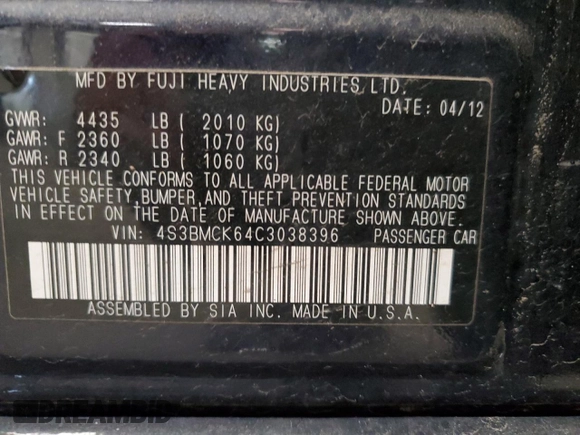 MFD BY FUJI HEAVY INDUSTRIES LTD.
DATE: 04/12
GVWR: 4435 LB ( 2010 KG)
GAWR: F 2360 LB ( 1070 KG)
GAWR: R 2340 LB ( 1060 KG)
THIS VEHICLE CONFORMS TO ALL APPLICABLE FEDERAL MOTOR
VEHICLE SAFETY, BUMPER, AND THEFT PREVENTION STANDARDS
IN EFFECT ON THE DATE OF MANUFACTURE SHOWN ABOVE.
VIN: 4S3BMCK64C3038396 PASSENGER CAR
ASSEMBLED BY SIA INC. MADE IN U.S.A.
DREAMBID